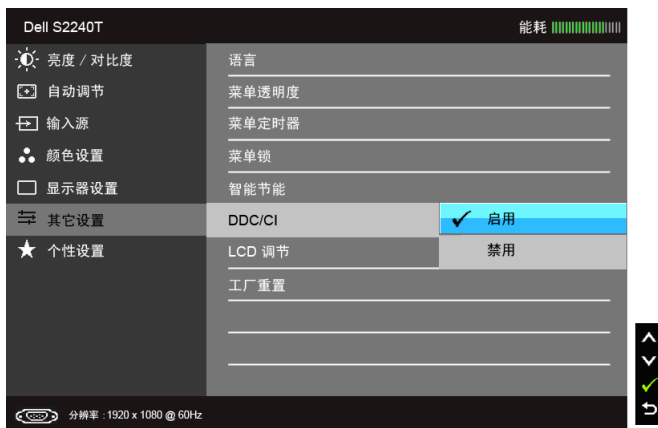 Dell S2240T
能耗
亮度 / 对比度
自动调节
输入源
颜色设置
显示器设置
其它设置
个性设置
语言
菜单透明度
菜单定时器
菜单锁
智能节能
DDC/CI
启用
禁用
LCD 调节
工厂重置
分辨率 : 1920 x 1080 @ 60Hz